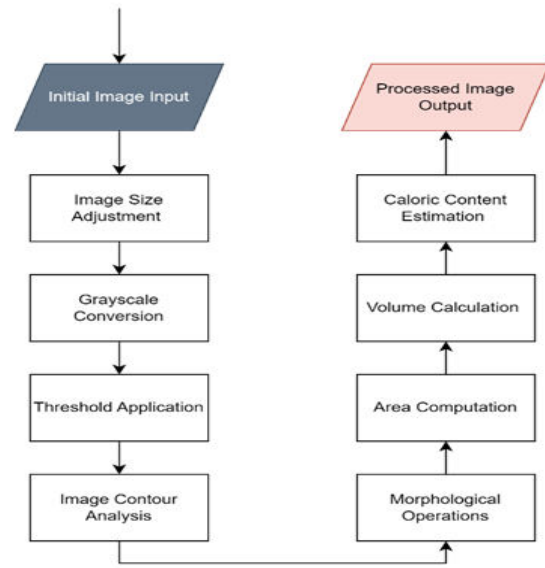 Initial Image Input
Image Size
Adjustment
Grayscale
Conversion
Threshold Application
Image Contour
Analysis
Morphological
Operations
Area Computation
Volume Calculation
Caloric Content
Estimation
Processed Image
Output